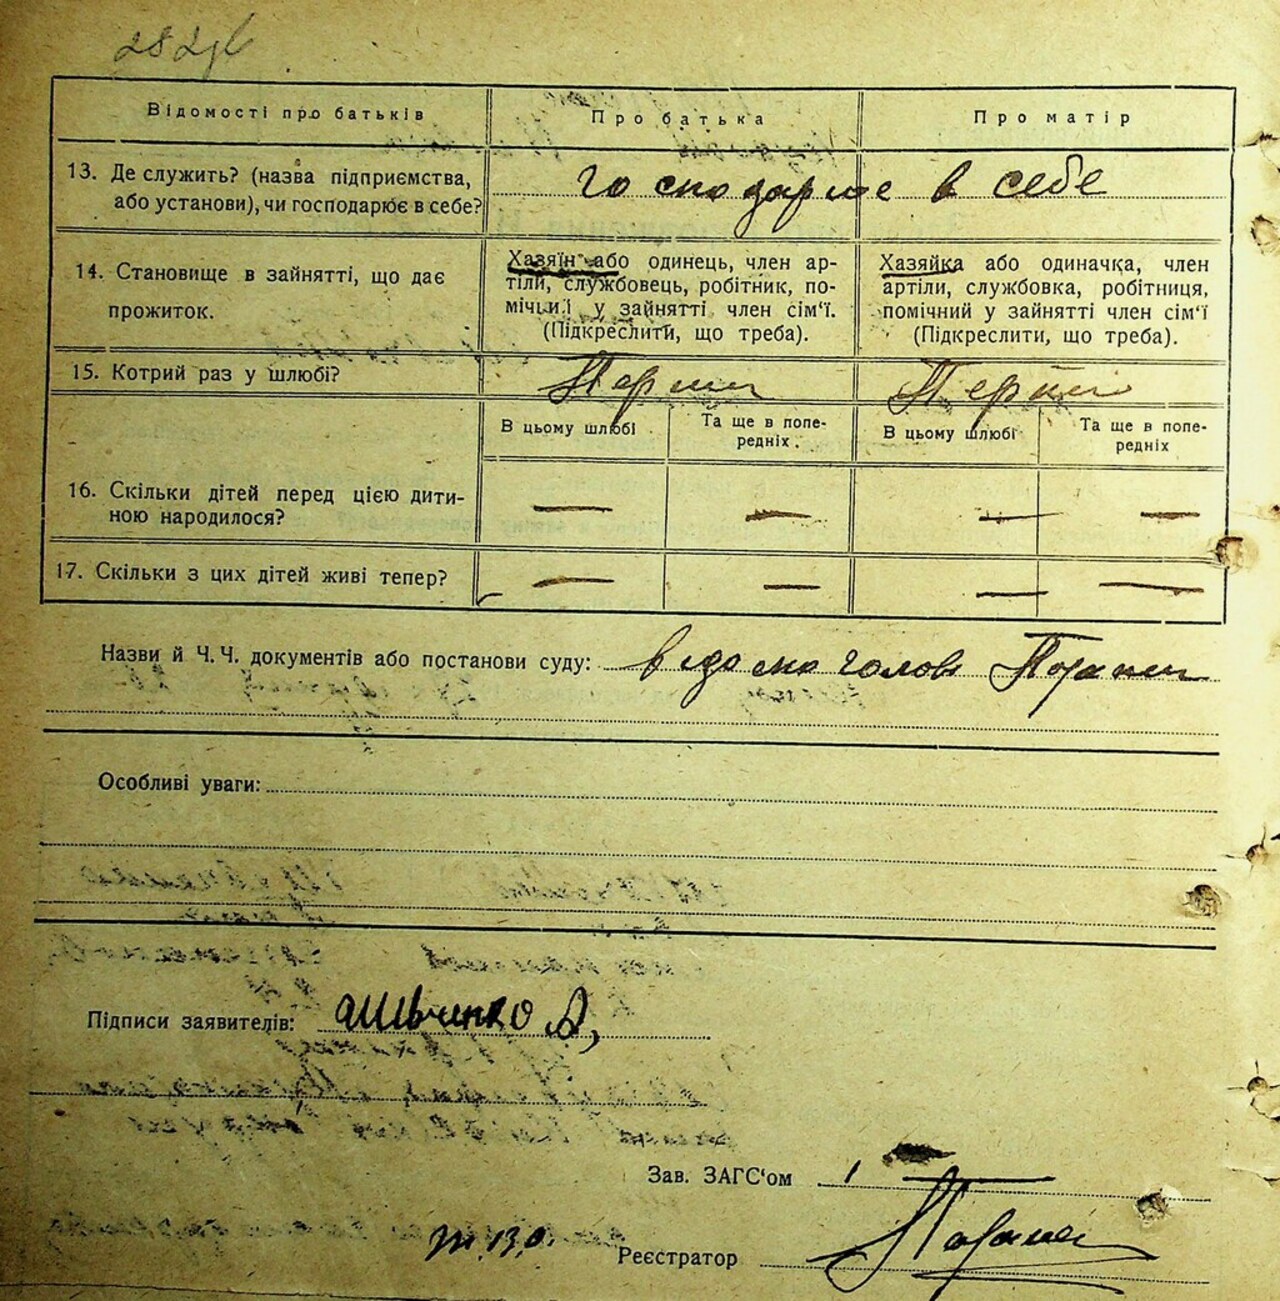 Відомості про батьків
Про батька
Про матір
13. Де служить? (назва підприємства,
або установи), чи господарює в себе?
господарює в себе
14. Становище в зайнятті, що дає
прожиток.
Хазяїн або одинець, член ар-
тіли, службовець, робітник, по-
мічний у зайнятті член сім'ї.
(Підкреслити, що треба).
Хазяйка або одиначка, член
артіли, службовка, робітниця,
помічний у зайнятті член сім'ї
(Підкреслити, що треба).
15. Котрий раз у шлюбі?
В цьому шлюбі
Та ще в попе-
редніх.
В цьому шлюбі
Та ще в попе-
редніх
16. Скільки дітей перед цією дити-
ною народилося?
— — — —
17. Скільки з цих дітей живі тепер?
— — — —
Назви й Ч. Ч. документів або постанови суду: відомо голові
Особливі уваги:
Підписи заявителів:
Зав. ЗАГС'ом
Реєстратор